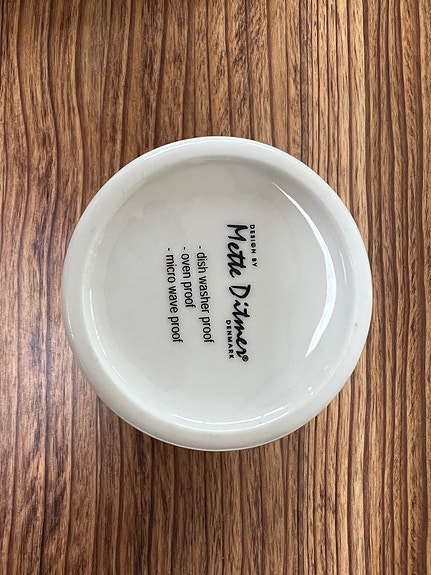 DESIGN BY
Mette Ditmer®
DENMARK
- dish washer proof
- oven proof
- micro wave proof